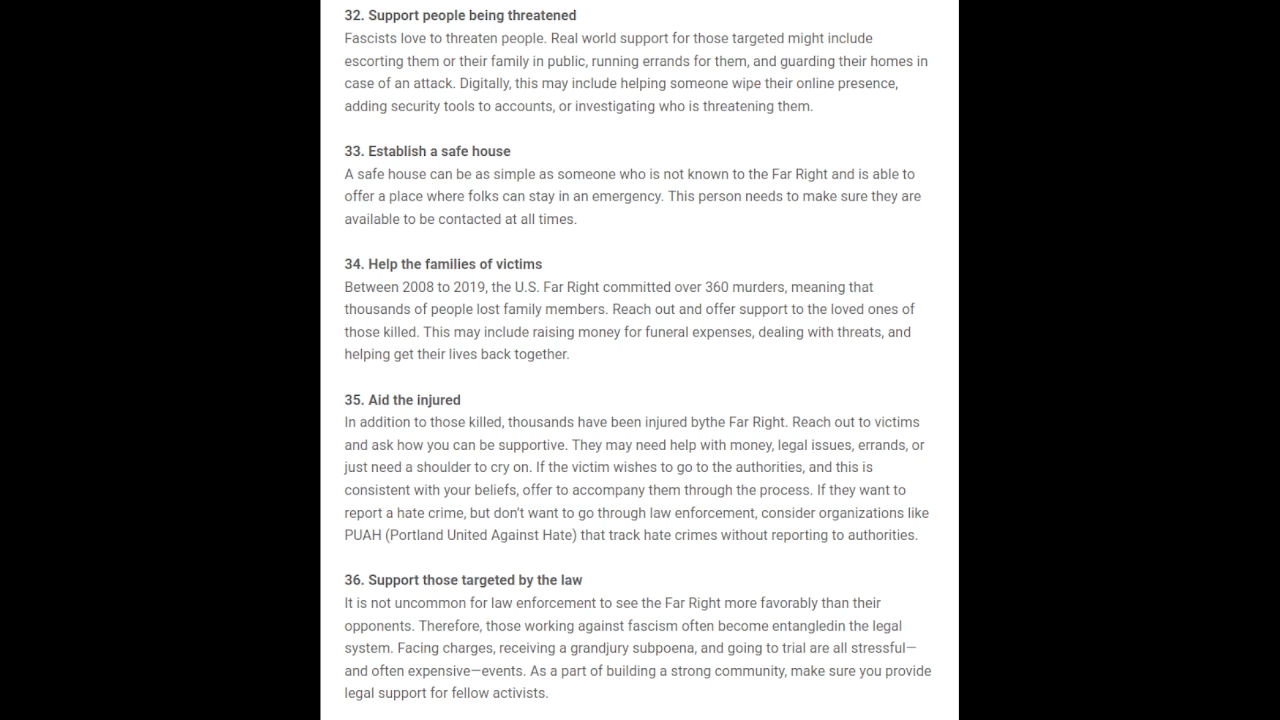 32. Support people being threatened
Fascists love to threaten people. Real world support for those targeted might include
escorting them or their family in public, running errands for them, and guarding their homes in
case of an attack. Digitally, this may include helping someone wipe their online presence,
adding security tools to accounts, or investigating who is threatening them.
33. Establish a safe house
A safe house can be as simple as someone who is not known to the Far Right and is able to
offer a place where folks can stay in an emergency. This person needs to make sure they are
available to be contacted at all times.
34. Help the families of victims
Between 2008 to 2019, the U.S. Far Right committed over 360 murders, meaning that
thousands of people lost family members. Reach out and offer support to the loved ones of
those killed. This may include raising money for funeral expenses, dealing with threats, and
helping get their lives back together.
35. Aid the injured
In addition to those killed, thousands have been injured bythe Far Right. Reach out to victims
and ask how you can be supportive. They may need help with money, legal issues, errands, or
just need a shoulder to cry on. If the victim wishes to go to the authorities, and this is
consistent with your beliefs, offer to accompany them through the process. If they want to
report a hate crime, but don't want to go through law enforcement, consider organizations like
PUAH (Portland United Against Hate) that track hate crimes without reporting to authorities.
36. Support those targeted by the law
It is not uncommon for law enforcement to see the Far Right more favorably than their
opponents. Therefore, those working against fascism often become entangledin the legal
system. Facing charges, receiving a grandjury subpoena, and going to trial are all stressful—
and often expensive—events. As a part of building a strong community, make sure you provide
legal support for fellow activists.